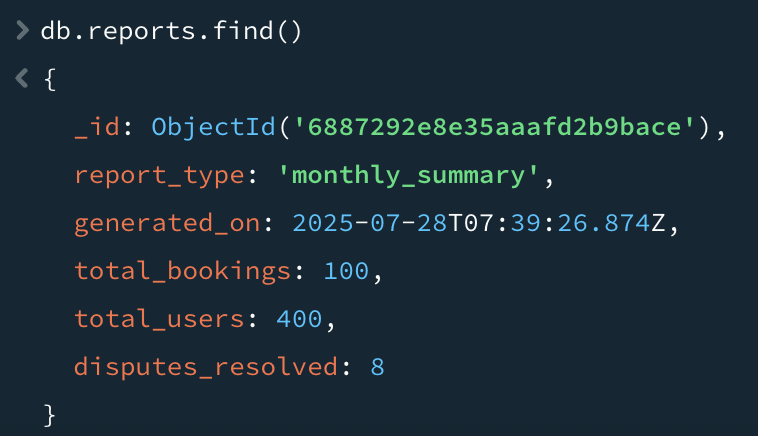 > db.reports.find()
< {
_id: ObjectId('6887292e8e35aaafd2b9bace'),
report_type: 'monthly_summary',
generated_on: 2025-07-28T07:39:26.874Z,
total_bookings: 100,
total_users: 400,
disputes_resolved: 8
}